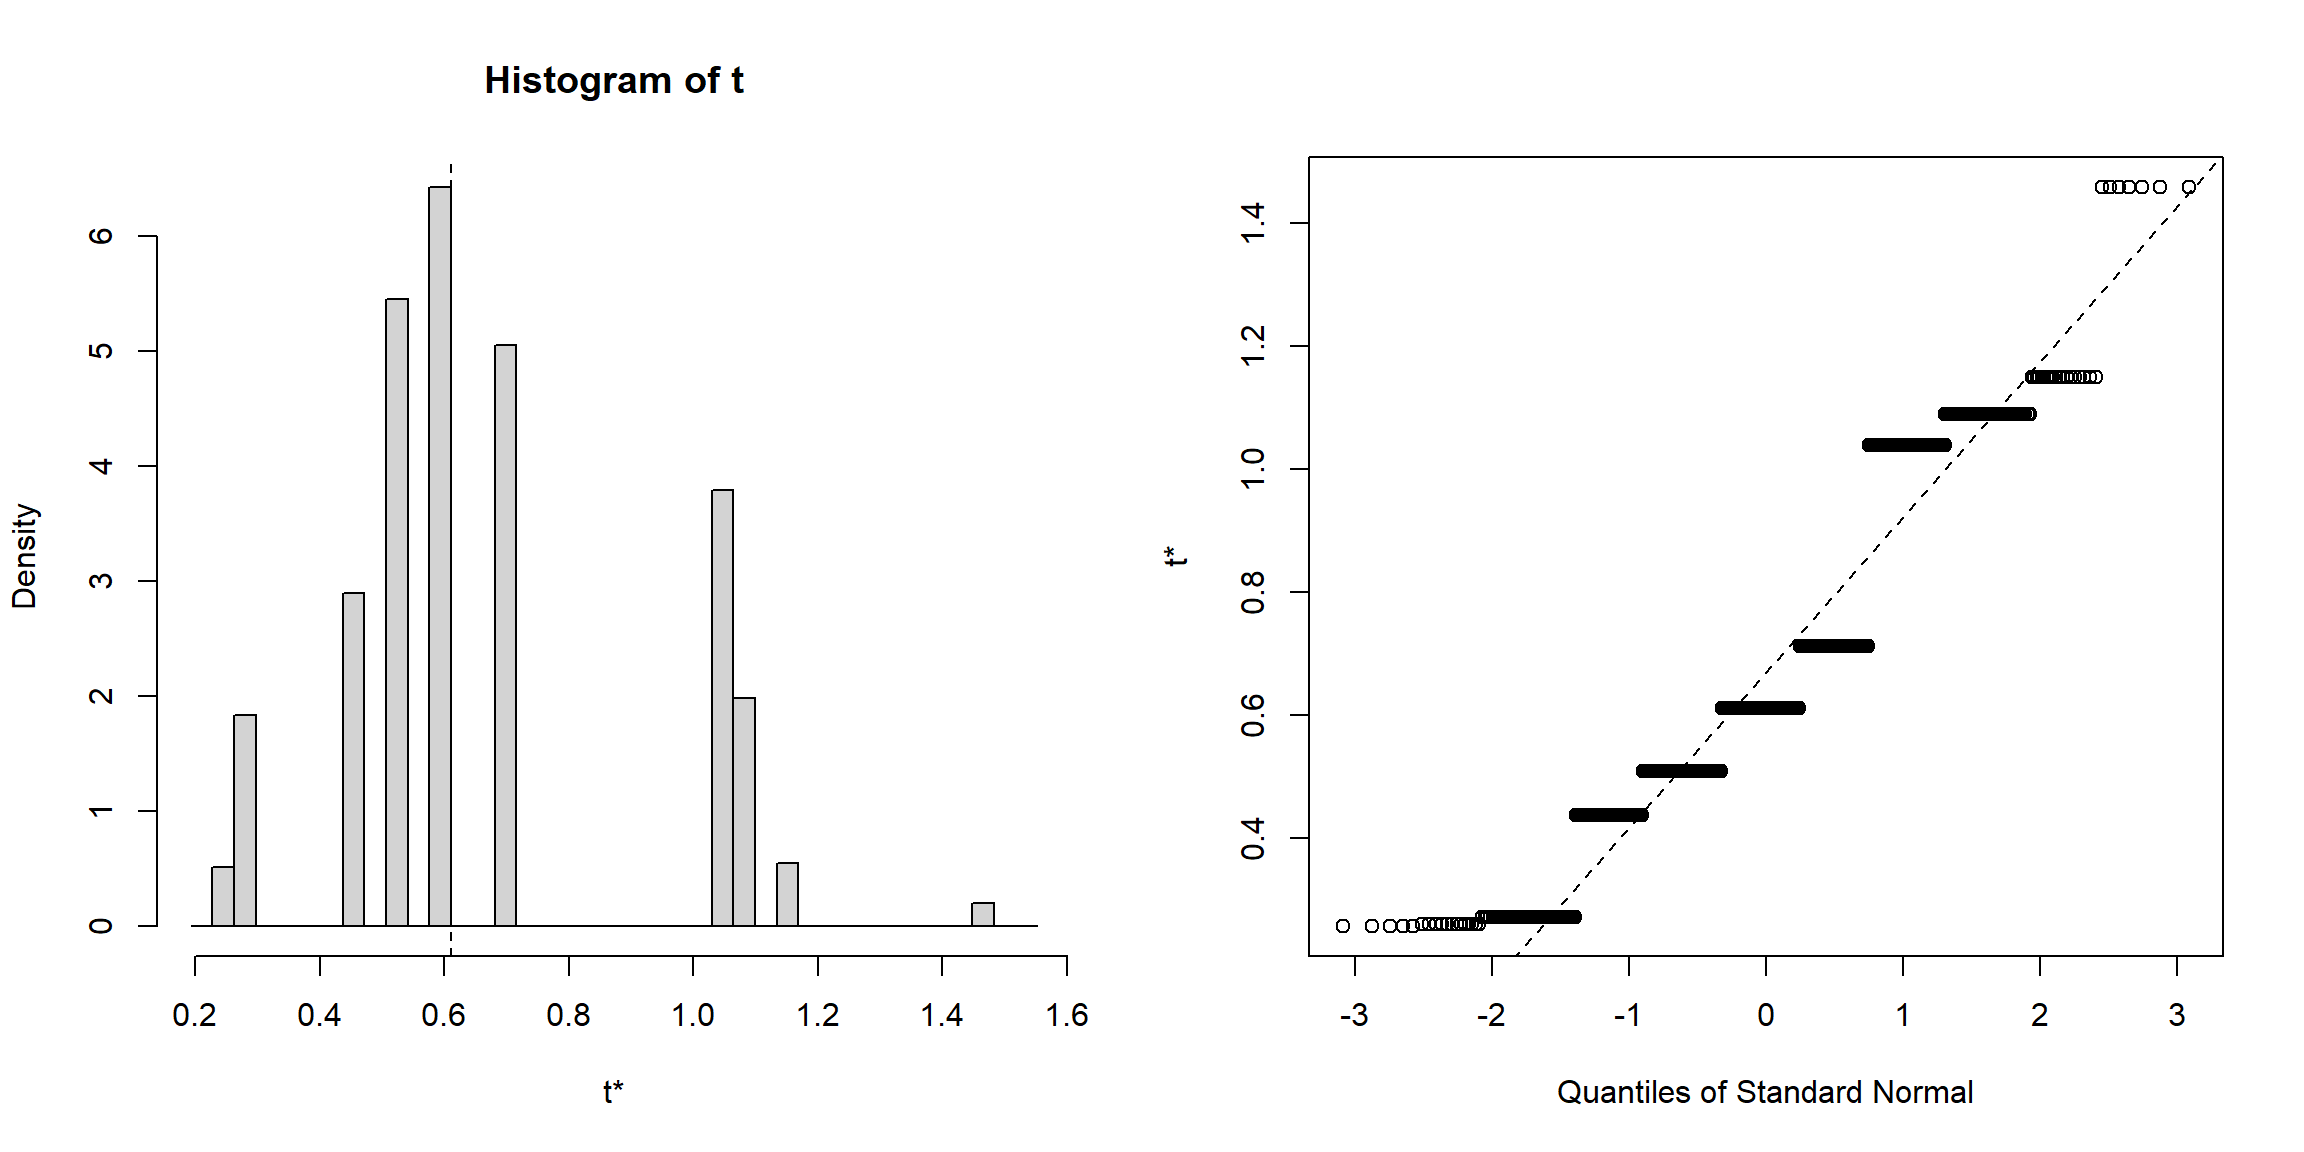 Histogram of t
Density
0 1 2 3 4 5 6
0.2 0.4 0.6 0.8 1.0 1.2 1.4 1.6
t*
t*
0.4 0.6 0.8 1.0 1.2 1.4
-3 -2 -1 0 1 2 3
Quantiles of Standard Normal